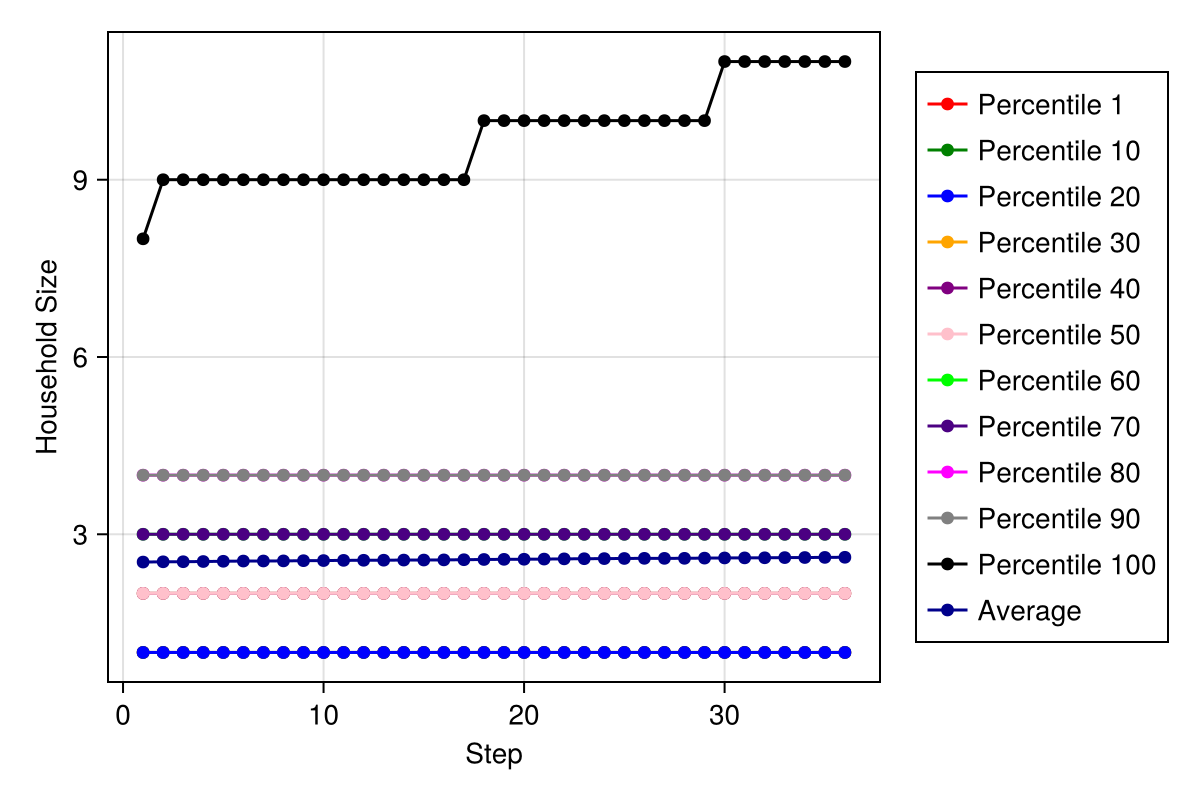 Household Size
9
6
3
0
10
20
30
Step
Percentile 1
Percentile 10
Percentile 20
Percentile 30
Percentile 40
Percentile 50
Percentile 60
Percentile 70
Percentile 80
Percentile 90
Percentile 100
Average